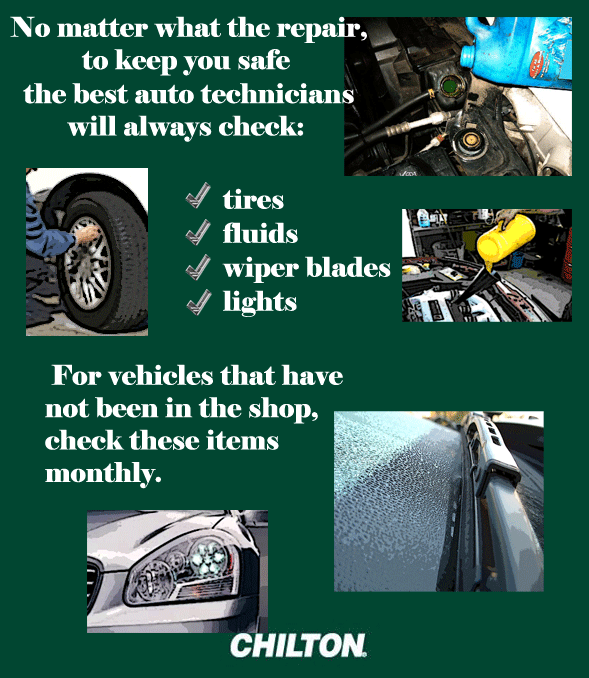 No matter what the repair,
to keep you safe
the best auto technicians
will always check:
tires
fluids
wiper blades
lights
For vehicles that have
not been in the shop,
check these items
monthly.
CHILTON.